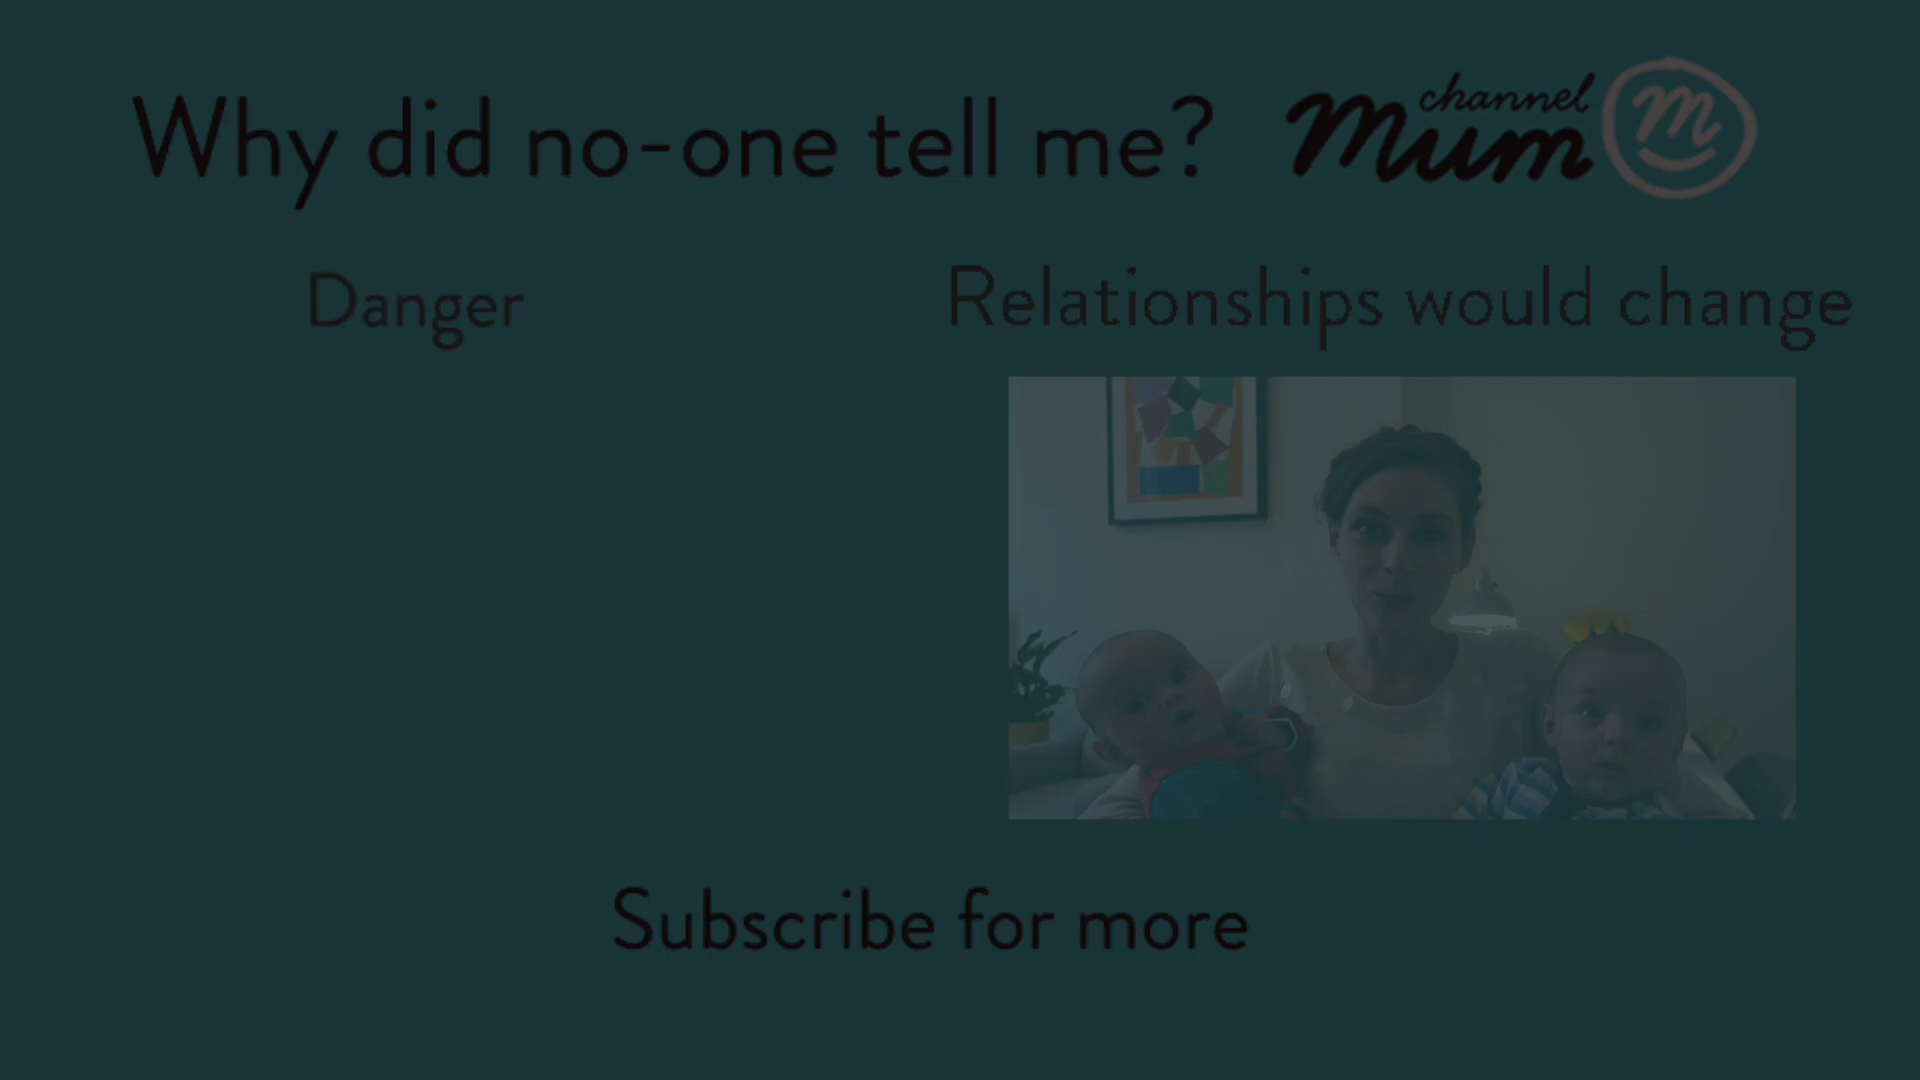 Why did no-one tell me?
channel
Mum
m
Danger
Relationships would change
Subscribe for more